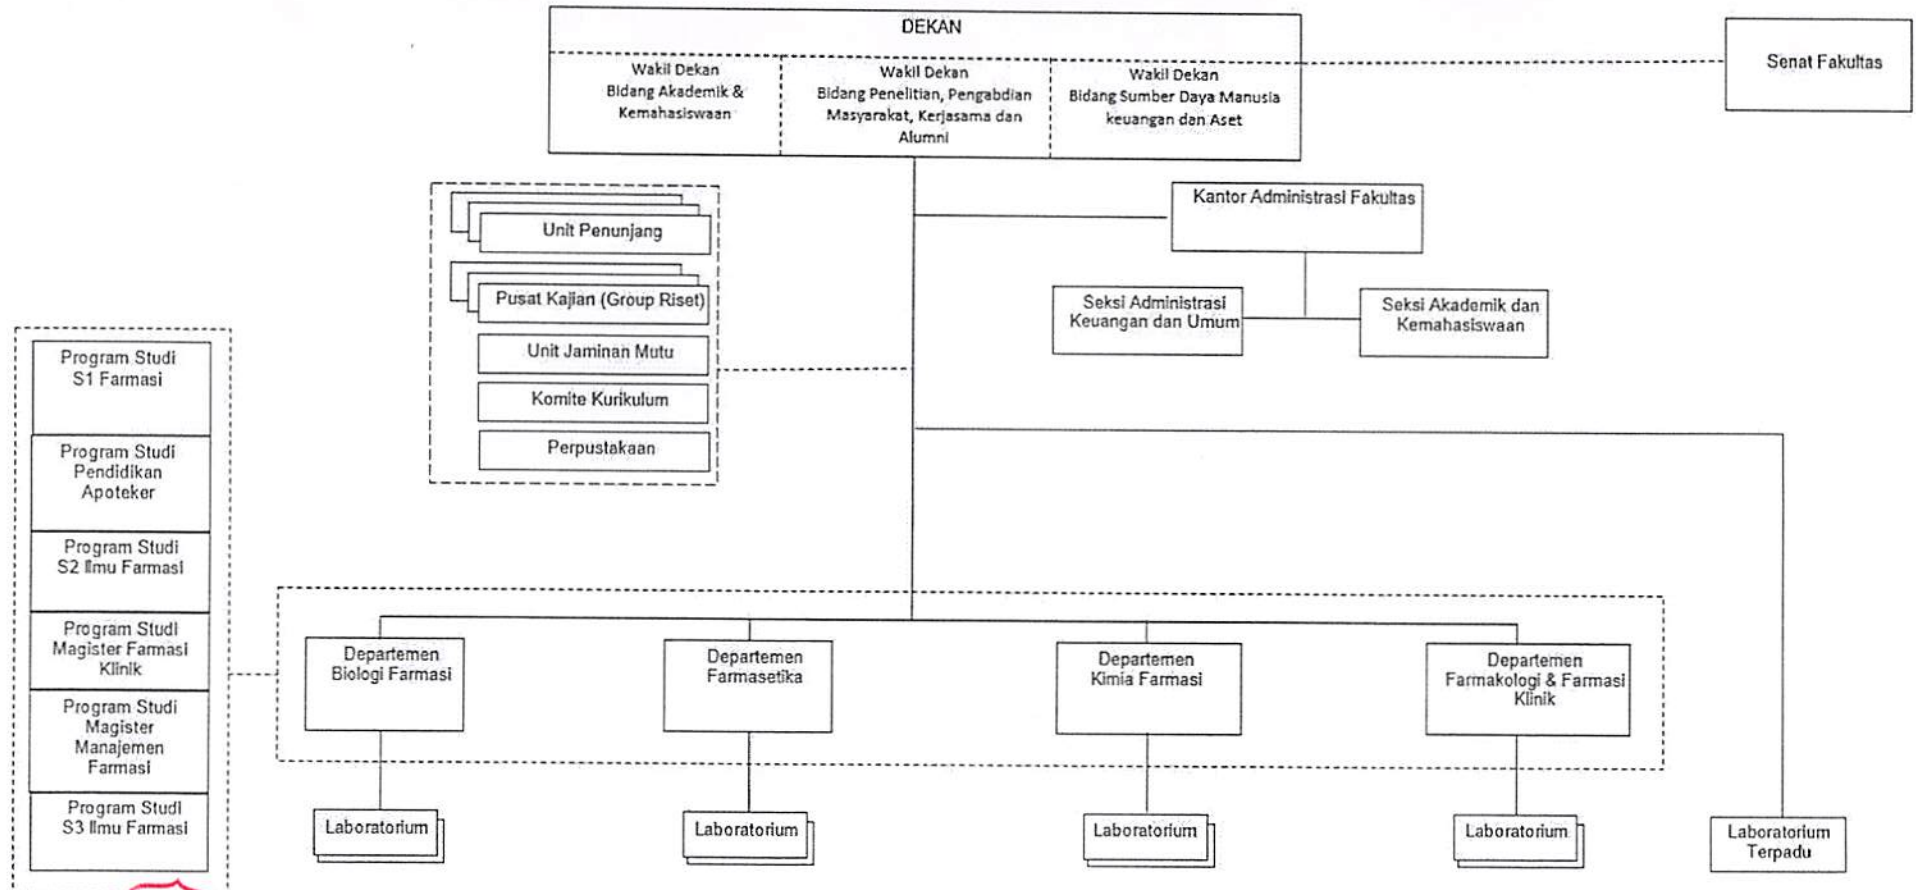 DEKAN
Wakil Dekan
Bidang Akademik &
Kemahasiswaan
Wakil Dekan
Bidang Penelitian, Pengabdian
Masyarakat, Kerjasama dan
Alumni
Wakil Dekan
Bidang Sumber Daya Manusia
keuangan dan Aset
Senat Fakultas
Kantor Administrasi Fakultas
Seksi Administrasi
Keuangan dan Umum
Seksi Akademik dan
Kemahasiswaan
Unit Penunjang
Pusat Kajian (Group Riset)
Unit Jaminan Mutu
Komite Kurikulum
Perpustakaan
Program Studi
S1 Farmasi
Program Studi
Pendidikan
Apoteker
Program Studi
S2 Ilmu Farmasi
Program Studi
Magister Farmasi
Klinik
Program Studi
Magister
Manajemen
Farmasi
Program Studi
S3 Ilmu Farmasi
Departemen
Biologi Farmasi
Departemen
Farmasetika
Departemen
Kimia Farmasi
Departemen
Farmakologi & Farmasi
Klinik
Laboratorium
Laboratorium
Laboratorium
Laboratorium
Laboratorium
Terpadu